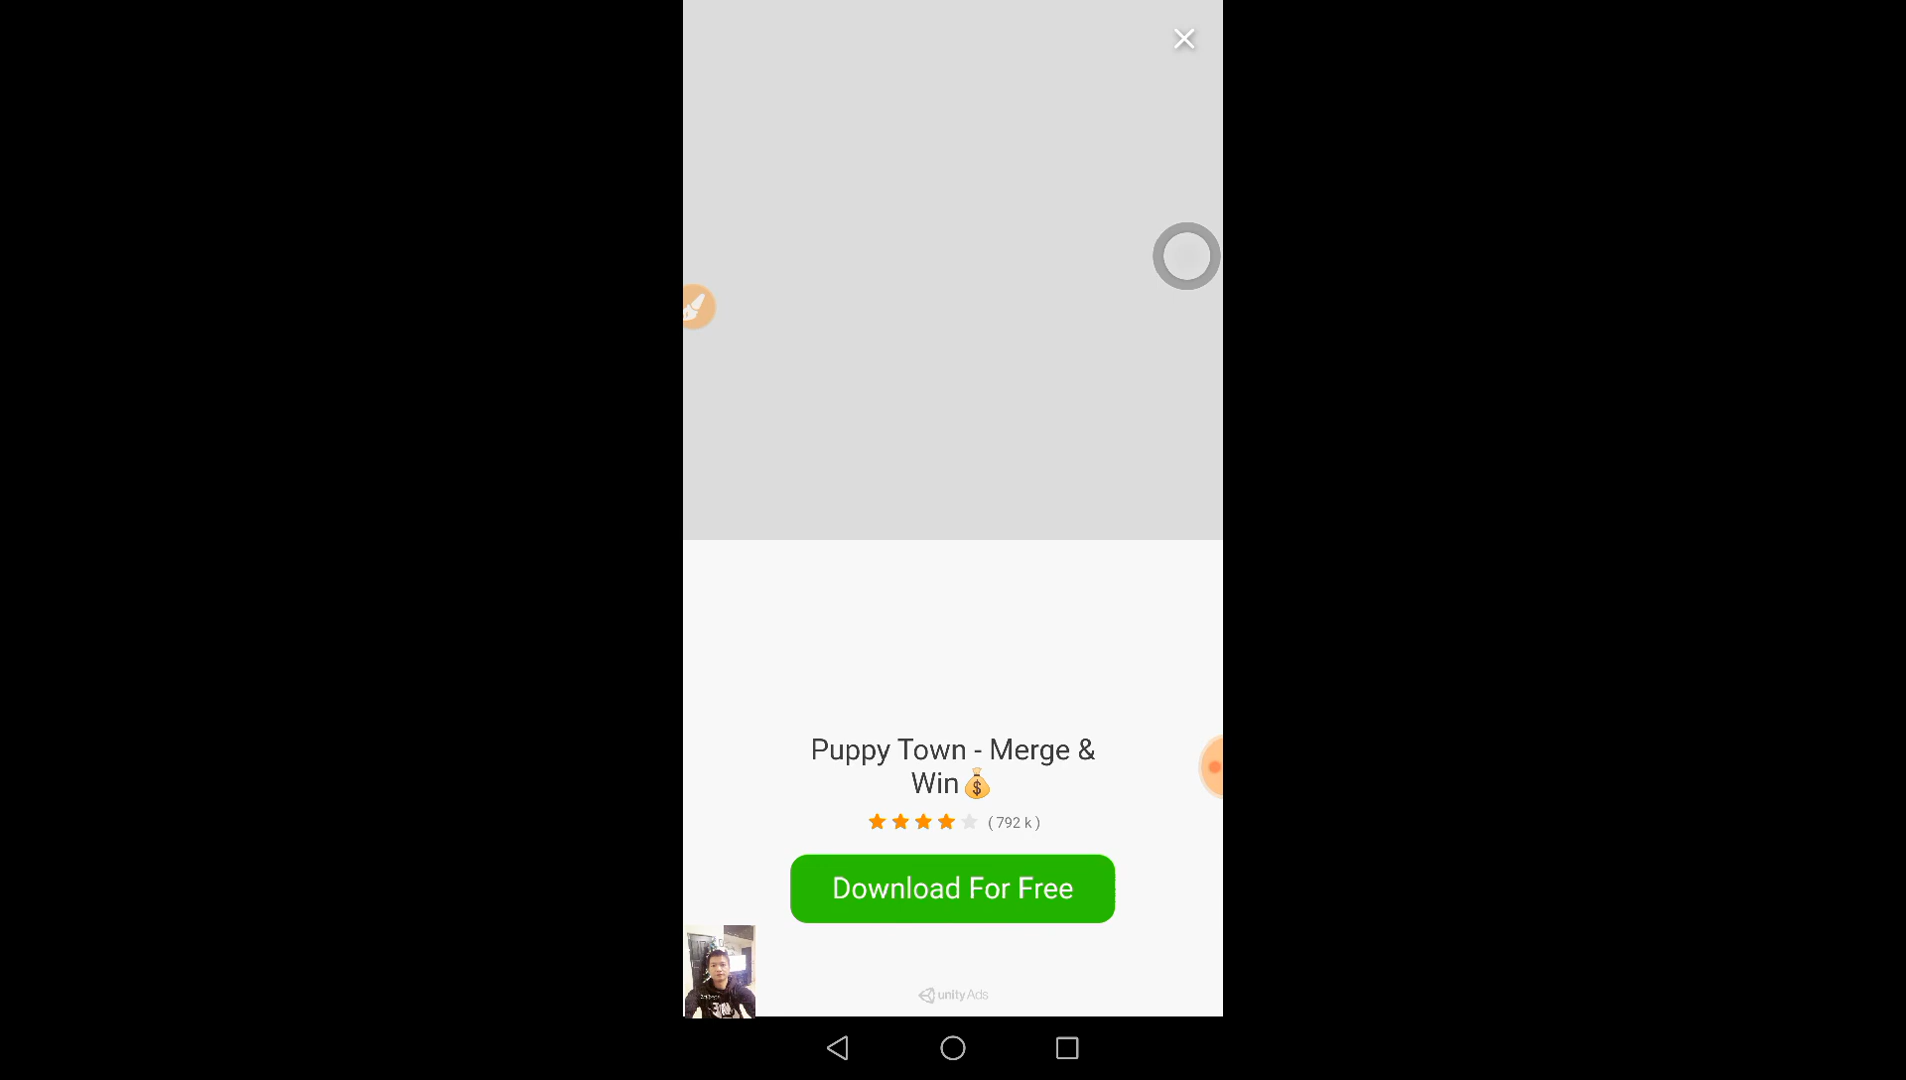 Puppy Town - Merge &
Win💰
( 792 k )
Download For Free
unity Ads